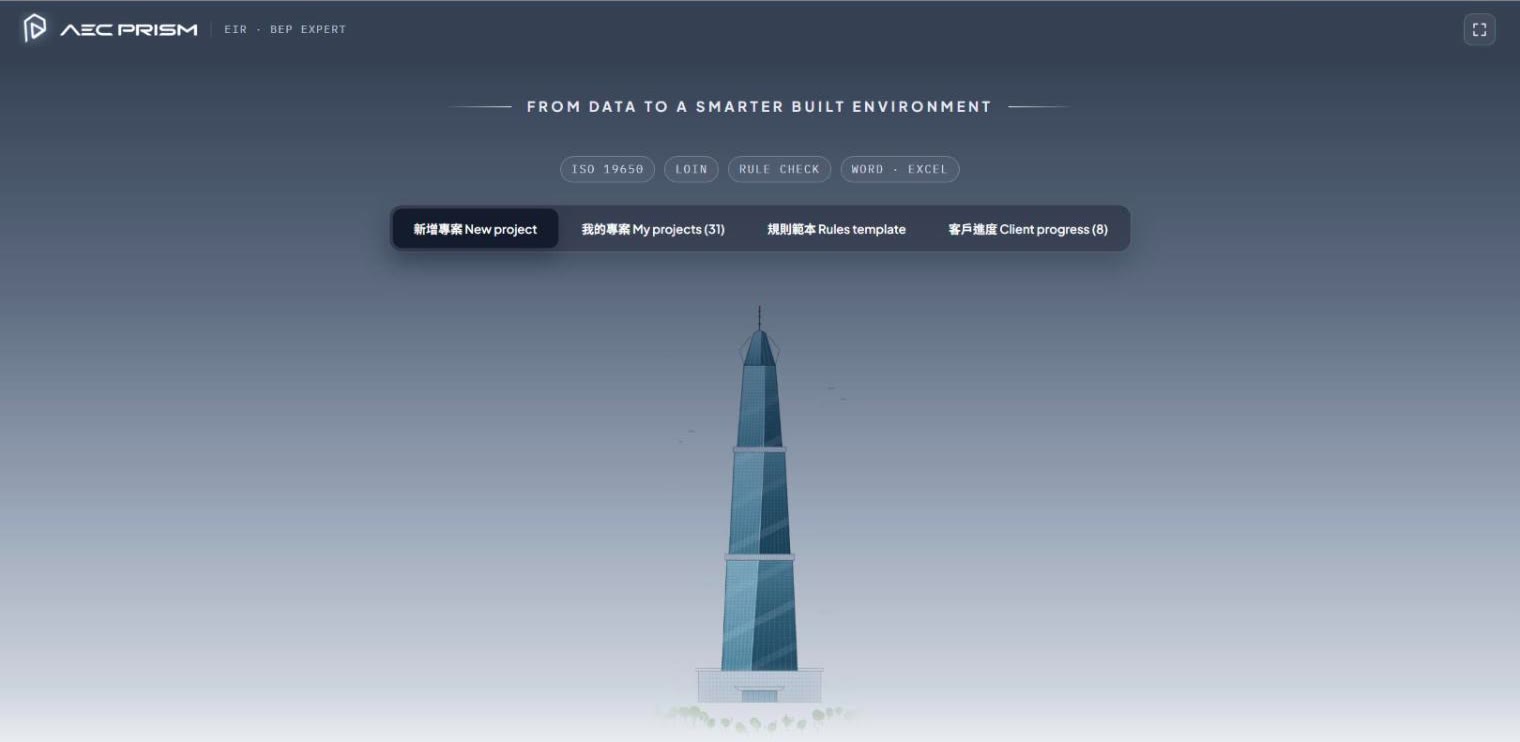 AEC PRISM EIR · BEP EXPERT
FROM DATA TO A SMARTER BUILT ENVIRONMENT
ISO 19650 LOIN RULE CHECK WORD · EXCEL
新增專案 New project 我的專案 My projects (31) 規則範本 Rules template 客戶進度 Client progress (8)